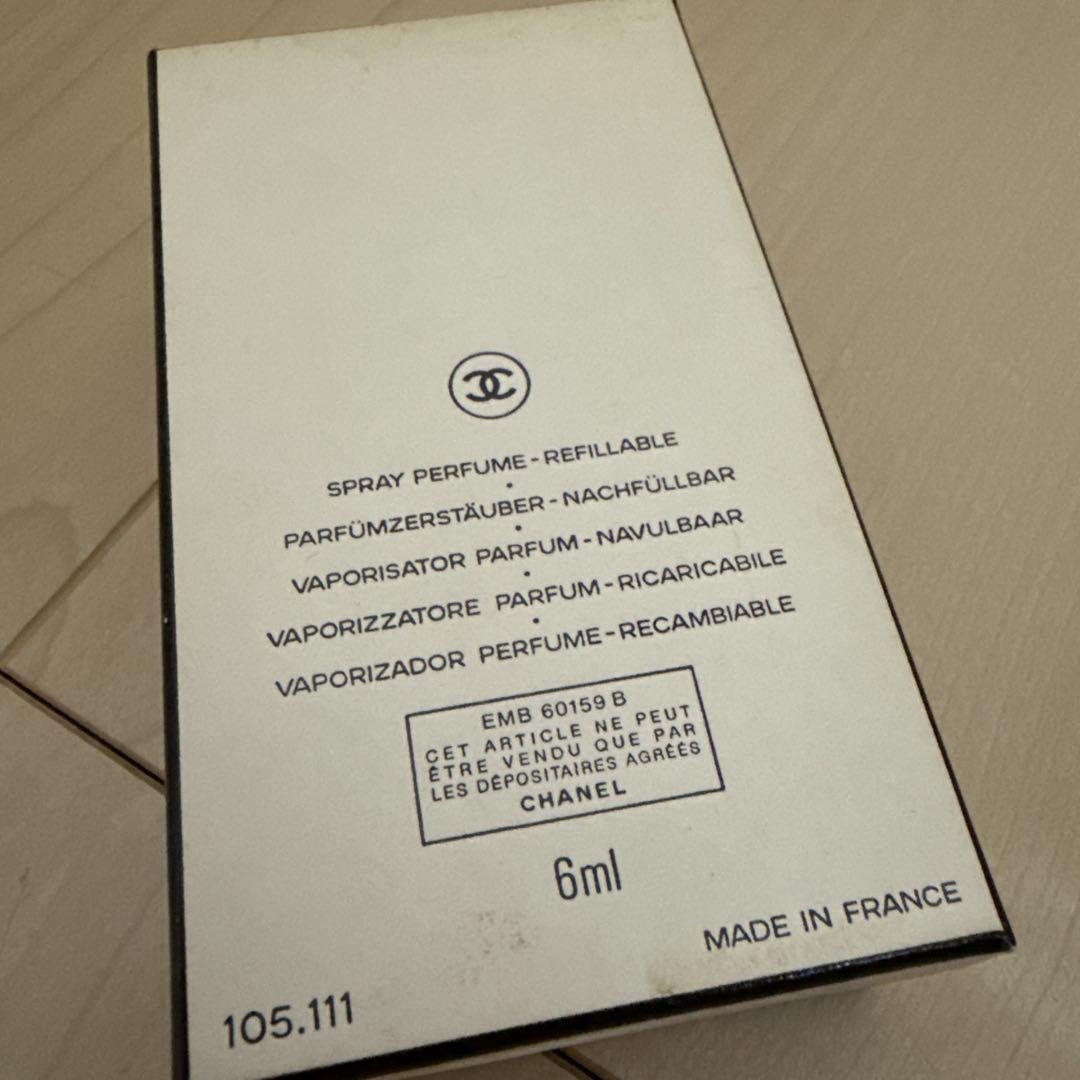 SPRAY PERFUME - REFILLABLE
PARFÜMZERSTÄUBER - NACHFÜLLBAR
VAPORISATOR PARFUM - NAVULBAAR
VAPORIZZATORE PARFUM - RICARICABILE
VAPORIZADOR PERFUME - RECAMBIABLE
EMB 60159 B
CET ARTICLE NE PEUT
ÊTRE VENDU QUE PAR
LES DÉPOSITAIRES AGRÉÉS
CHANEL
6ml
MADE IN FRANCE
105.111